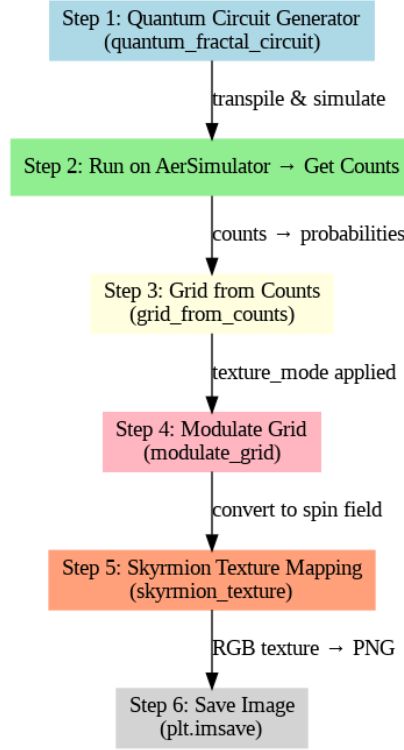 Step 1: Quantum Circuit Generator
(quantum_fractal_circuit)
transpile & simulate
Step 2: Run on AerSimulator → Get Counts
counts → probabilities
Step 3: Grid from Counts
(grid_from_counts)
texture_mode applied
Step 4: Modulate Grid
(modulate_grid)
convert to spin field
Step 5: Skyrmion Texture Mapping
(skyrmion_texture)
RGB texture → PNG
Step 6: Save Image
(plt.imsave)